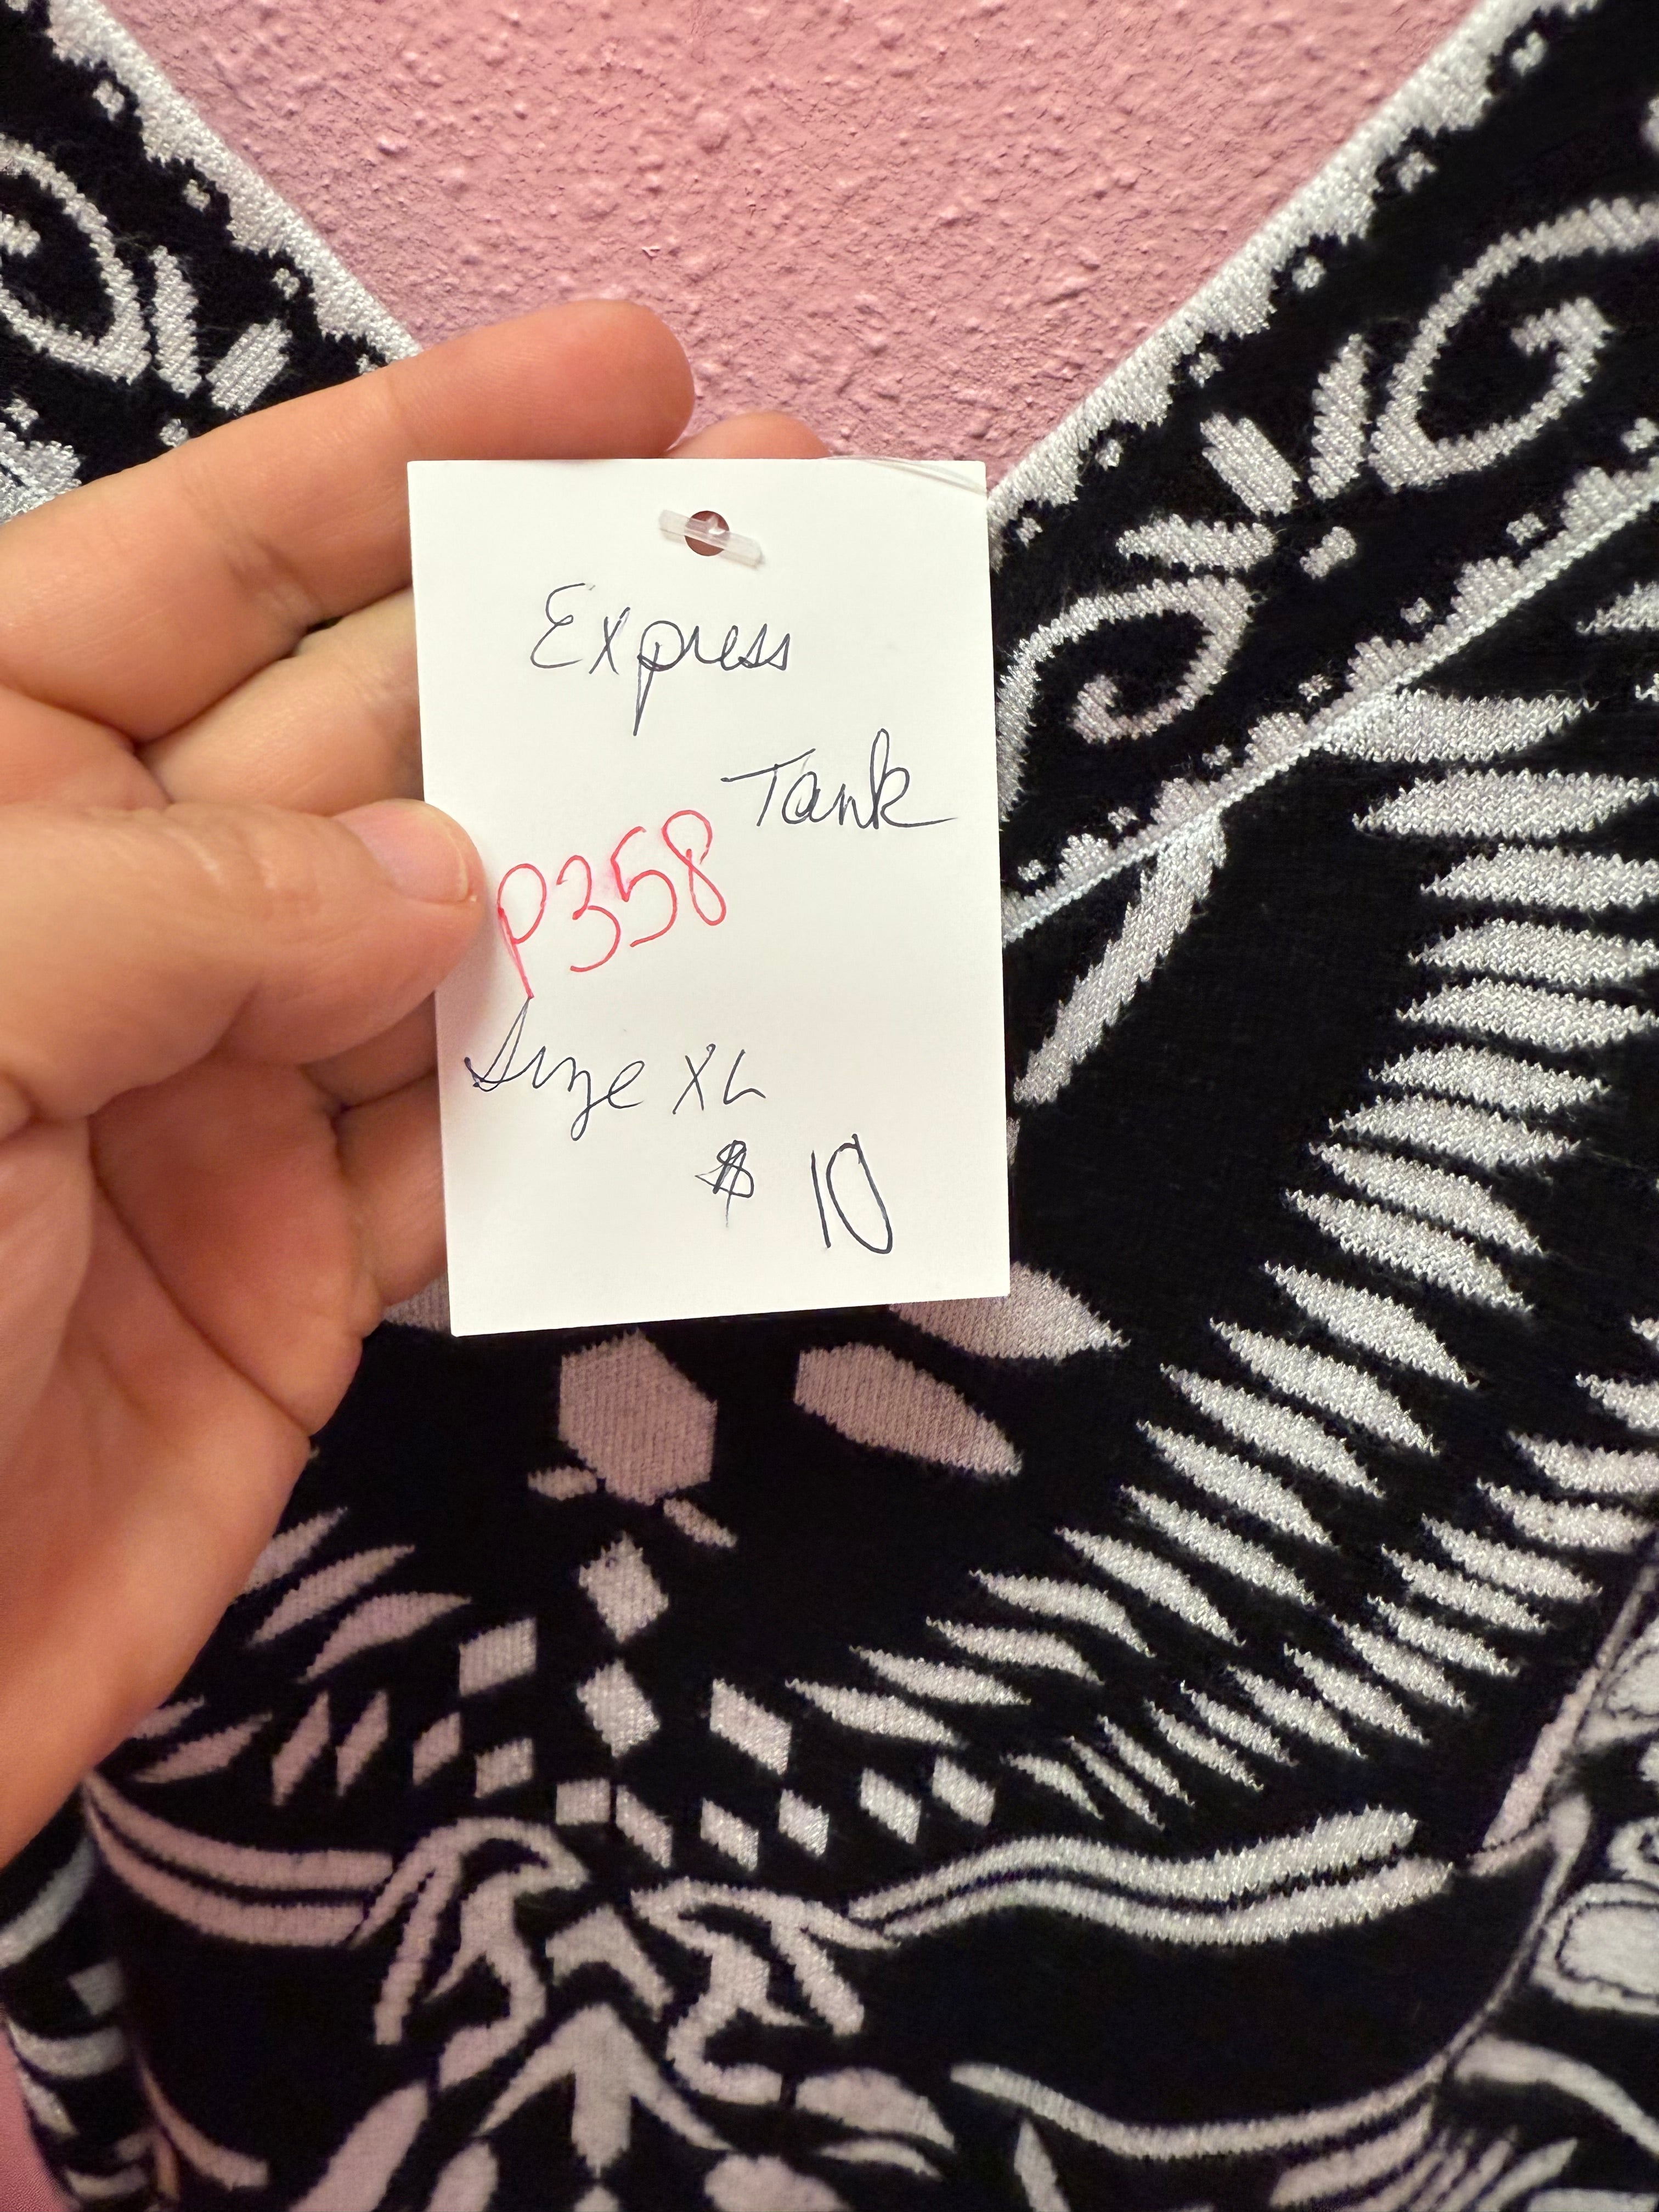 Express
Tank
P358
Size XL
$ 10